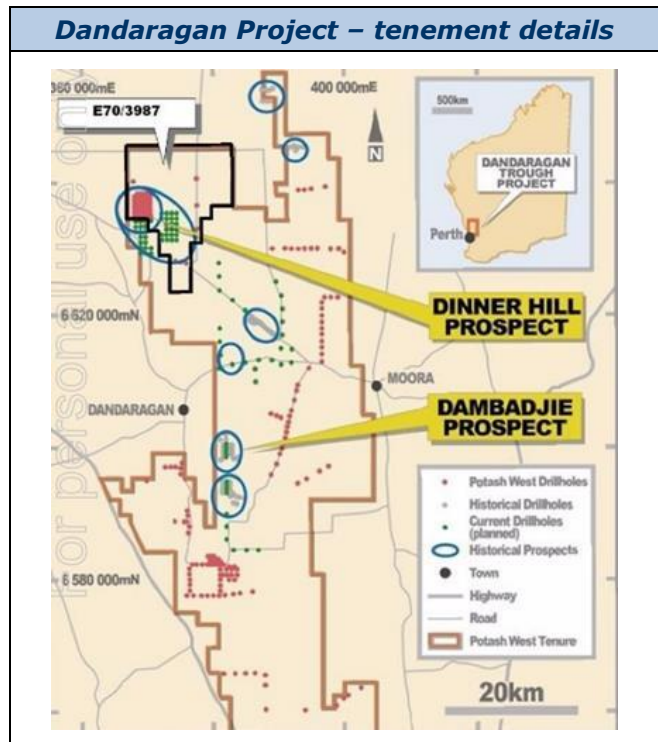 Dandaragan Project – tenement details
360 000mE
400 000mE
E70/3987
500km
DANDARAGAN
TROUGH
PROJECT
Perth
N
DINNER HILL
PROSPECT
6 620 000mN
MOORA
DANDARAGAN
DAMBADJIE
PROSPECT
Potash West Drillholes
Historical Drillholes
Current Drillholes
(planned)
Historical Prospects
Town
Highway
Road
Potash West Tenure
6 580 000mN
20km
For personal use only